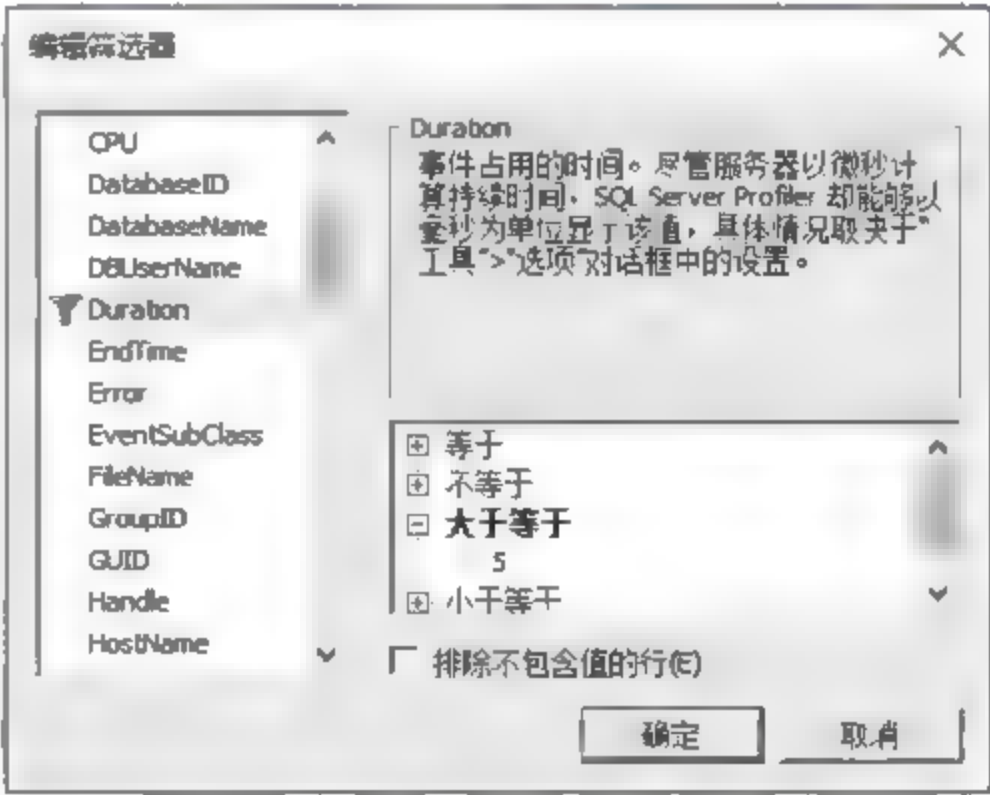 编辑筛选器
CPU
DatabaseID
DatabaseName
DBUserName
Duration
EndTime
Error
EventSubClass
FileName
GroupID
GUID
Handle
HostName
Duration
事件占用的时间。尽管服务器以微秒计
算持续时间，SQL Server Profiler 却能够以
毫秒为单位显示该值，具体情况取决于"
工具">"选项"对话框中的设置。
等于
不等于
大于等于
5
小于等于
排除不包含值的行(E)
确定
取消